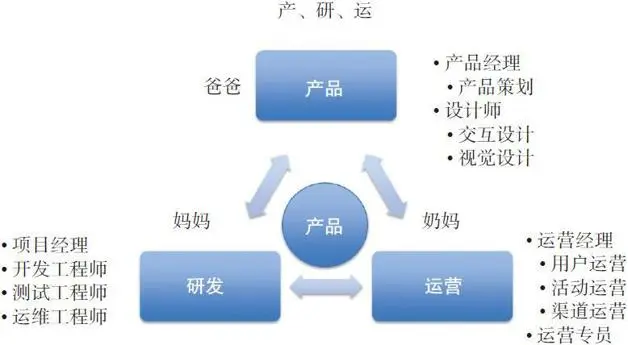 产、研、运
爸爸
产品
• 产品经理
• 产品策划
• 设计师
• 交互设计
• 视觉设计
妈妈
产品
奶妈
• 项目经理
• 开发工程师
• 测试工程师
• 运维工程师
研发
运营
• 运营经理
• 用户运营
• 活动运营
• 渠道运营
• 运营专员